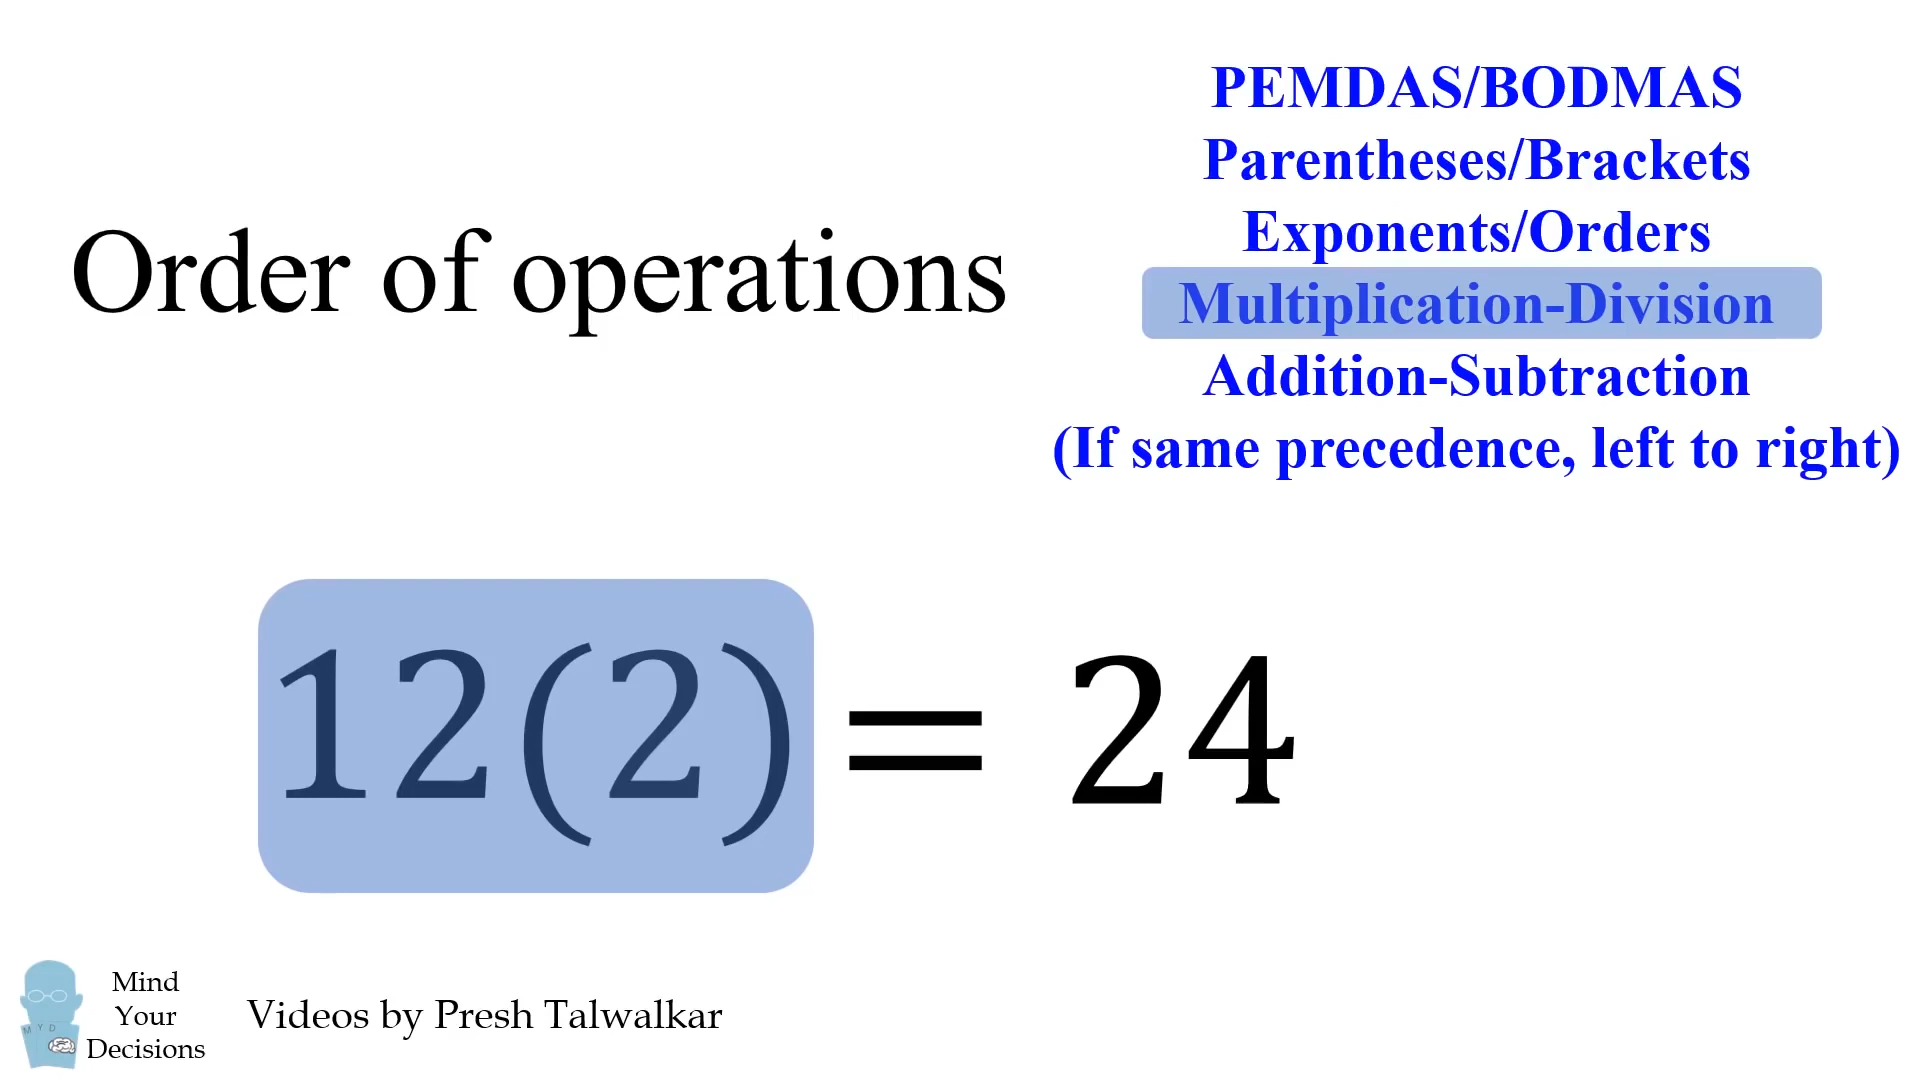 PEMDAS/BODMAS
Parentheses/Brackets
Exponents/Orders
Multiplication-Division
Addition-Subtraction
(If same precedence, left to right)
Order of operations
12(2) = 24
M Y D
Mind
Your
Decisions
Videos by Presh Talwalkar